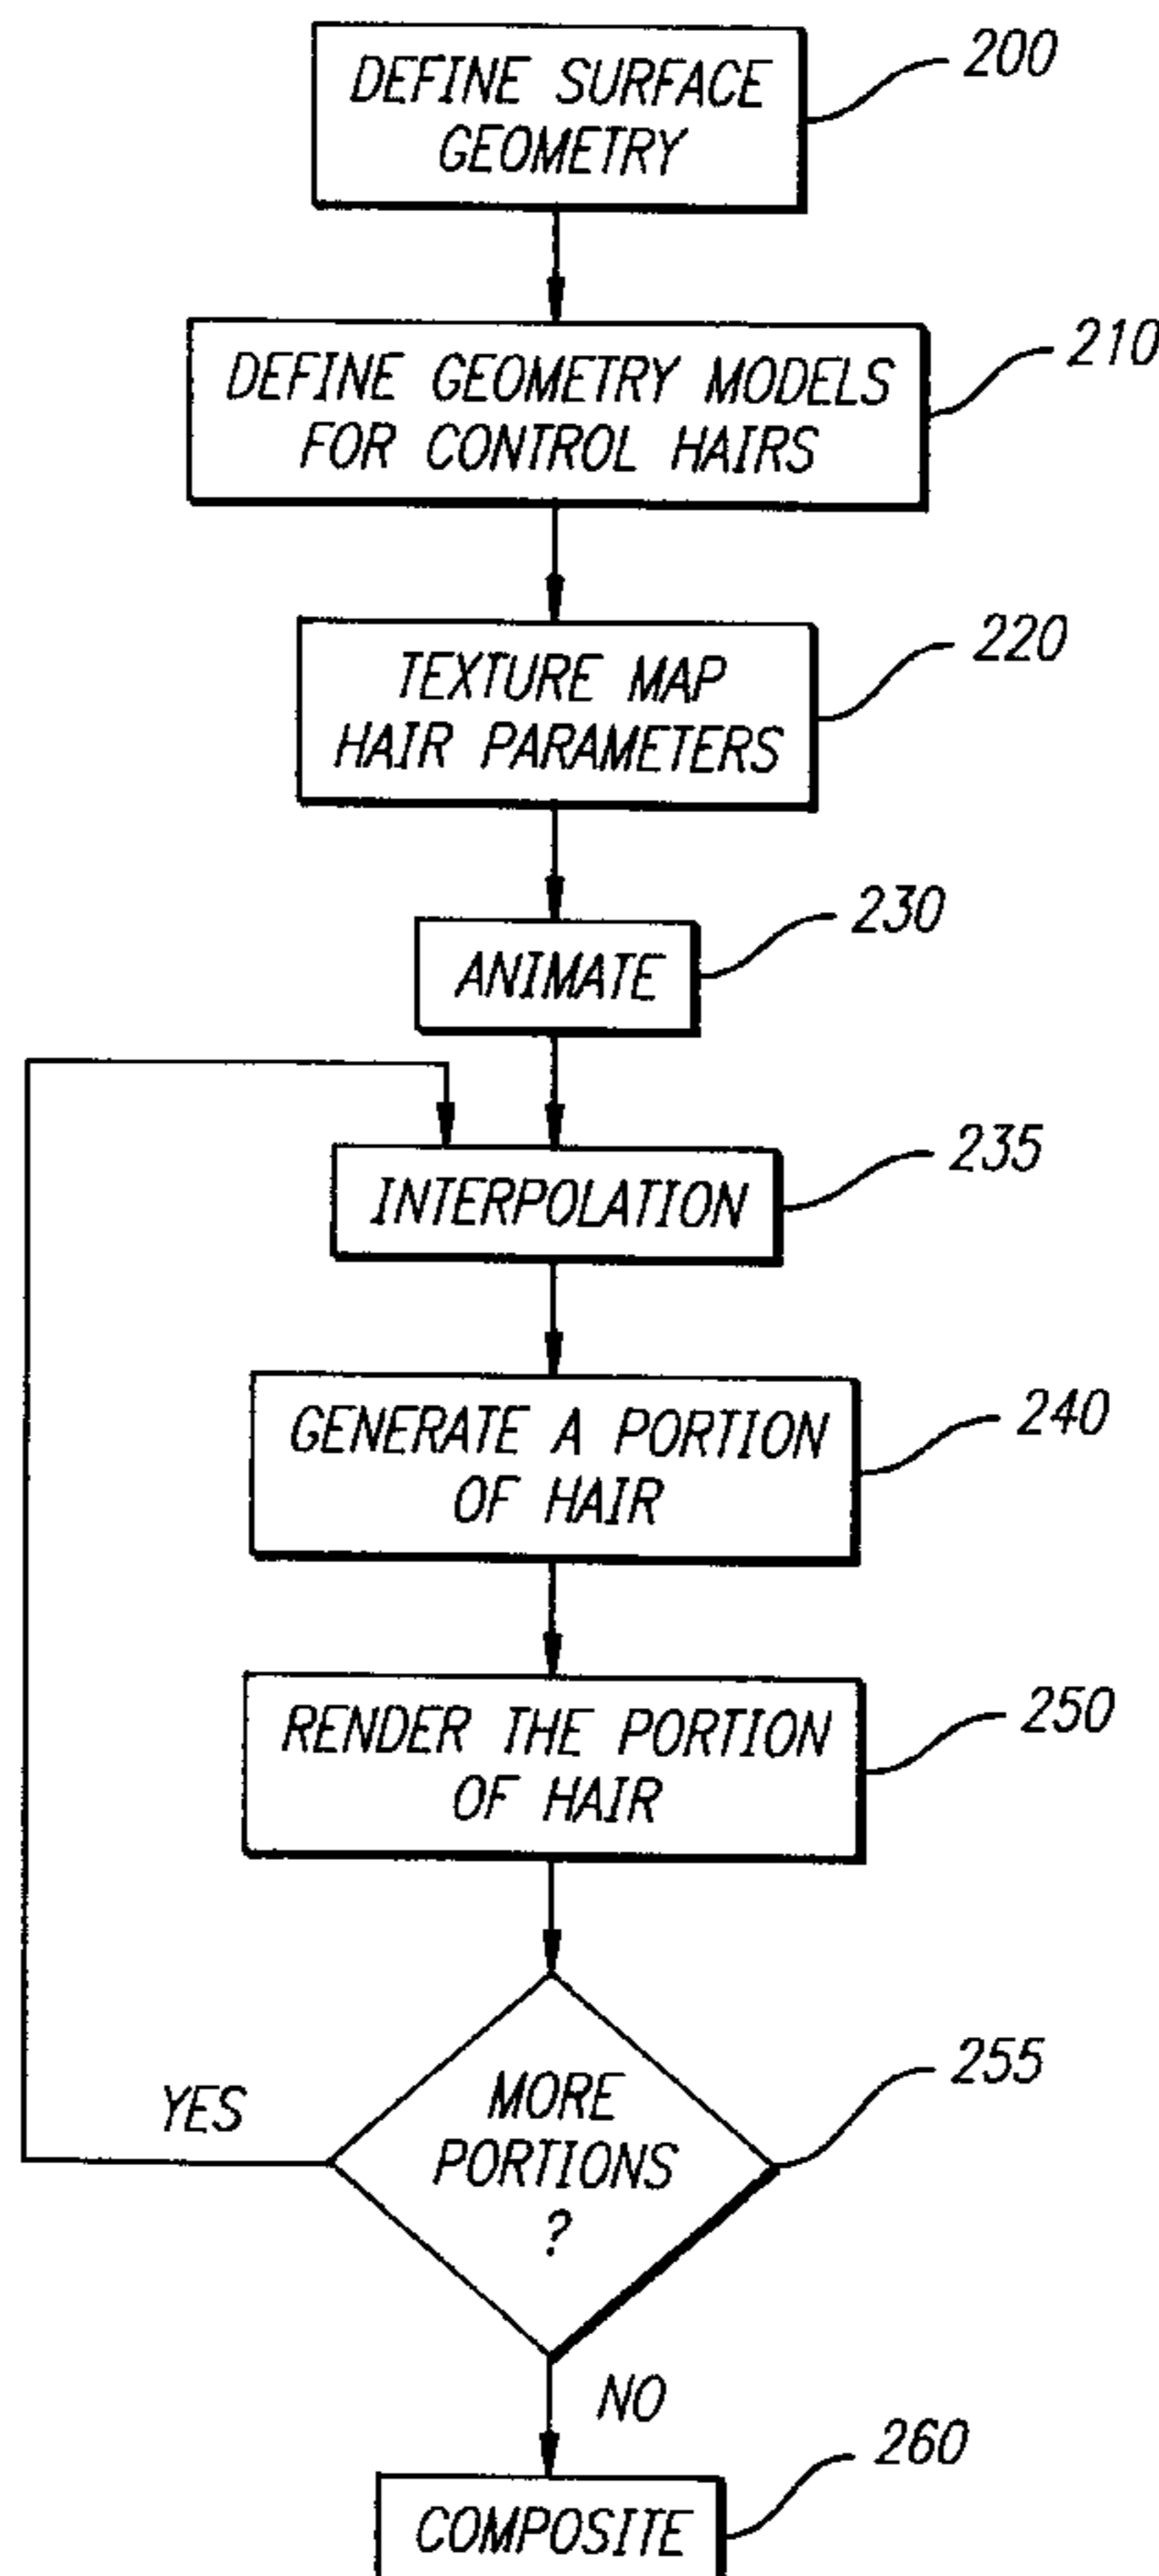 DEFINE SURFACE
GEOMETRY
200
DEFINE GEOMETRY MODELS
FOR CONTROL HAIRS
210
TEXTURE MAP
HAIR PARAMETERS
220
ANIMATE
230
INTERPOLATION
235
GENERATE A PORTION
OF HAIR
240
RENDER THE PORTION
OF HAIR
250
MORE
PORTIONS
?
255
YES
NO
COMPOSITE
260